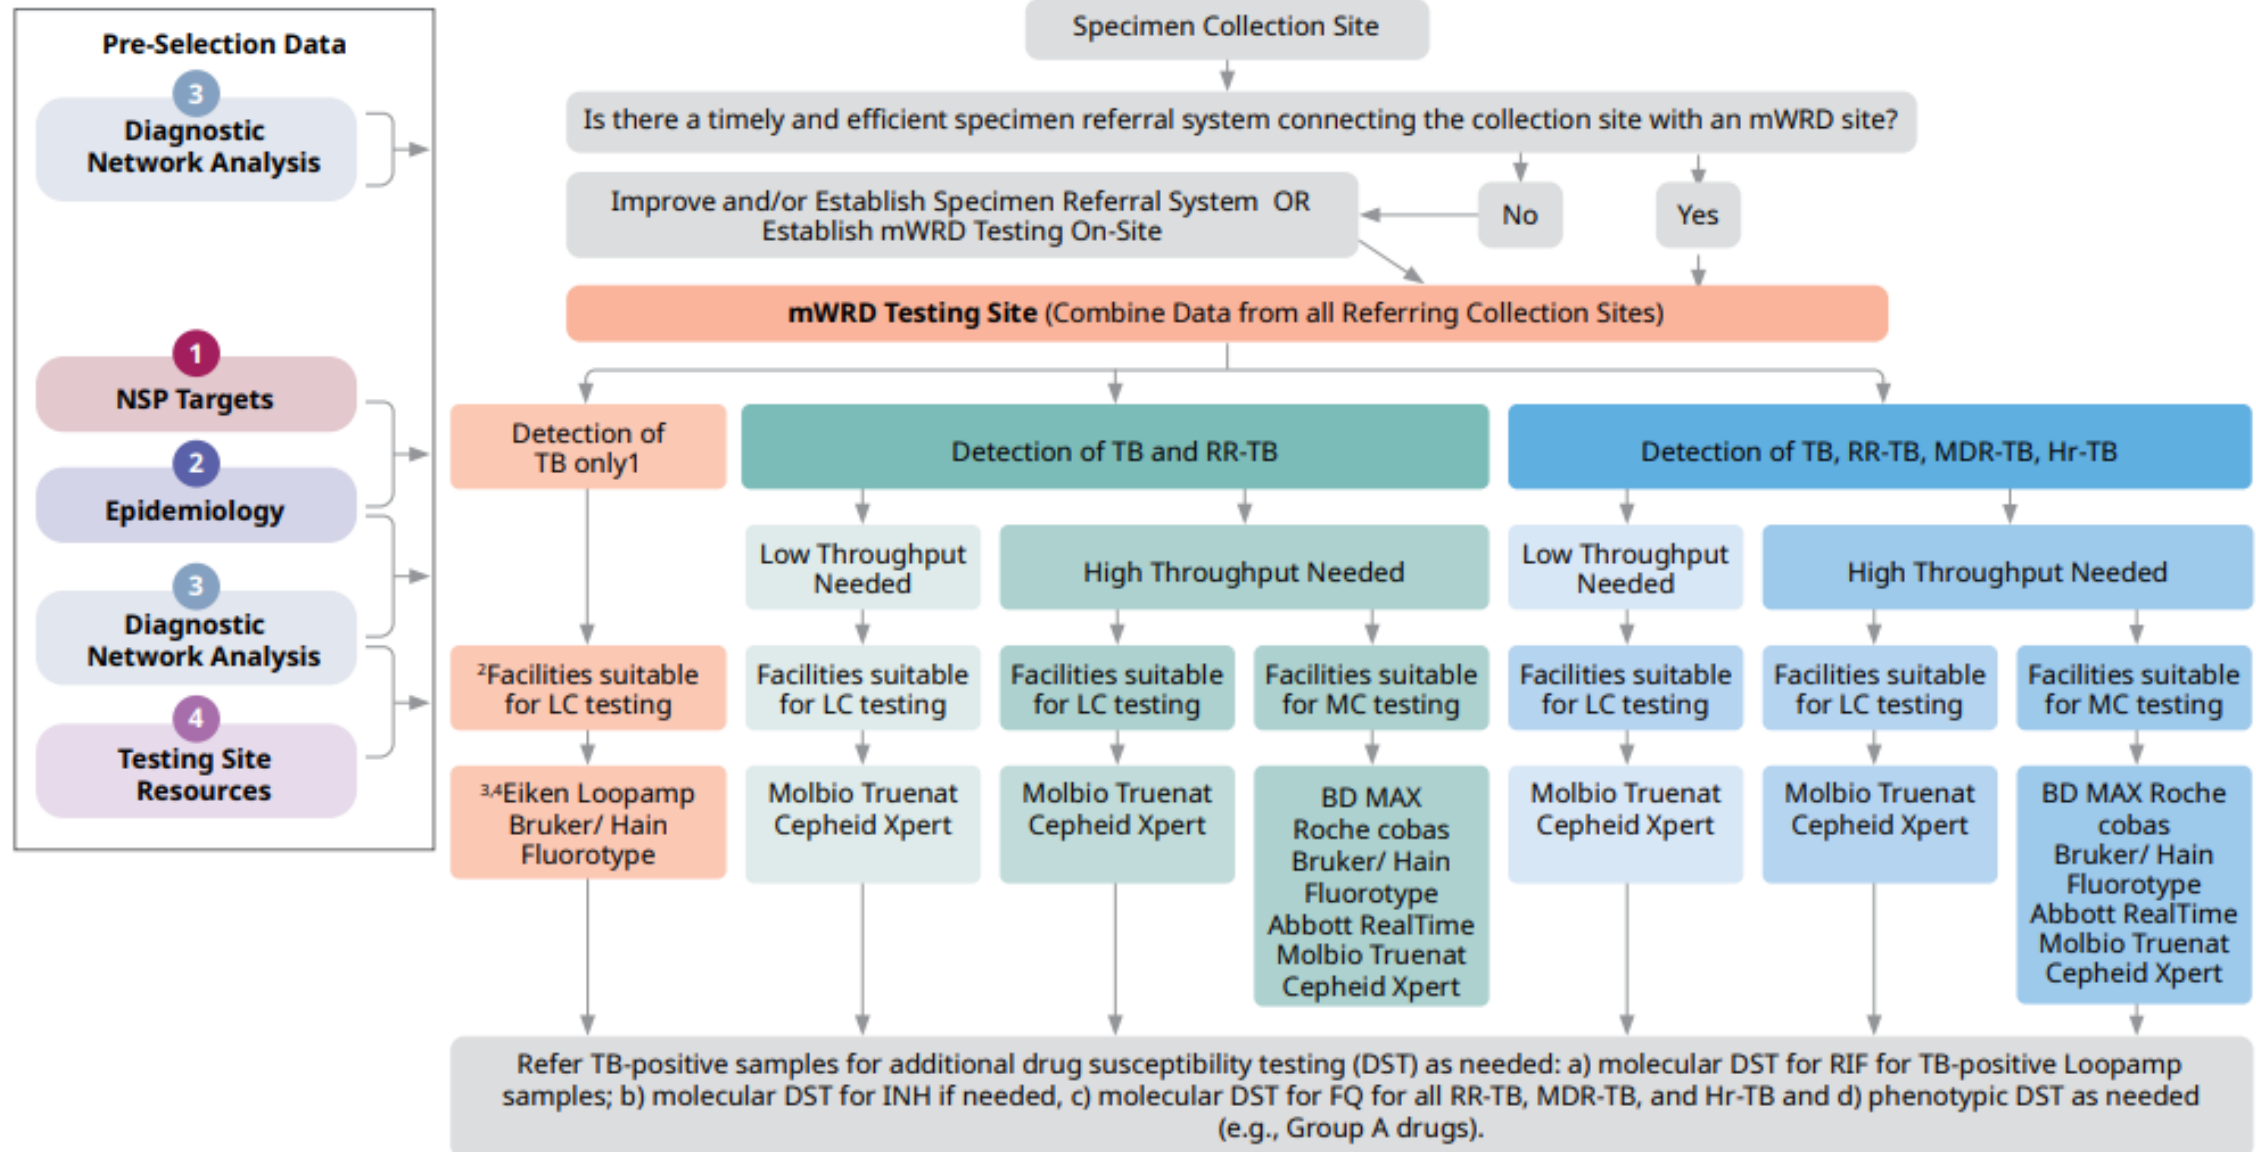 Pre-Selection Data
3
Diagnostic
Network Analysis
1
NSP Targets
2
Epidemiology
3
Diagnostic
Network Analysis
4
Testing Site
Resources
Specimen Collection Site
Is there a timely and efficient specimen referral system connecting the collection site with an mWRD site?
Improve and/or Establish Specimen Referral System OR
Establish mWRD Testing On-Site
No
Yes
mWRD Testing Site (Combine Data from all Referring Collection Sites)
Detection of
TB only1
Detection of TB and RR-TB
Detection of TB, RR-TB, MDR-TB, Hr-TB
Low Throughput
Needed
High Throughput Needed
Low Throughput
Needed
High Throughput Needed
²Facilities suitable
for LC testing
Facilities suitable
for LC testing
Facilities suitable
for LC testing
Facilities suitable
for MC testing
Facilities suitable
for LC testing
Facilities suitable
for LC testing
Facilities suitable
for MC testing
³,⁴Eiken Loopamp
Bruker/ Hain
Fluorotype
Molbio Truenat
Cepheid Xpert
Molbio Truenat
Cepheid Xpert
BD MAX
Roche cobas
Bruker/ Hain
Fluorotype
Abbott RealTime
Molbio Truenat
Cepheid Xpert
Molbio Truenat
Cepheid Xpert
Molbio Truenat
Cepheid Xpert
BD MAX Roche
cobas
Bruker/ Hain
Fluorotype
Abbott RealTime
Molbio Truenat
Cepheid Xpert
Refer TB-positive samples for additional drug susceptibility testing (DST) as needed: a) molecular DST for RIF for TB-positive Loopamp
samples; b) molecular DST for INH if needed, c) molecular DST for FQ for all RR-TB, MDR-TB, and Hr-TB and d) phenotypic DST as needed
(e.g., Group A drugs).